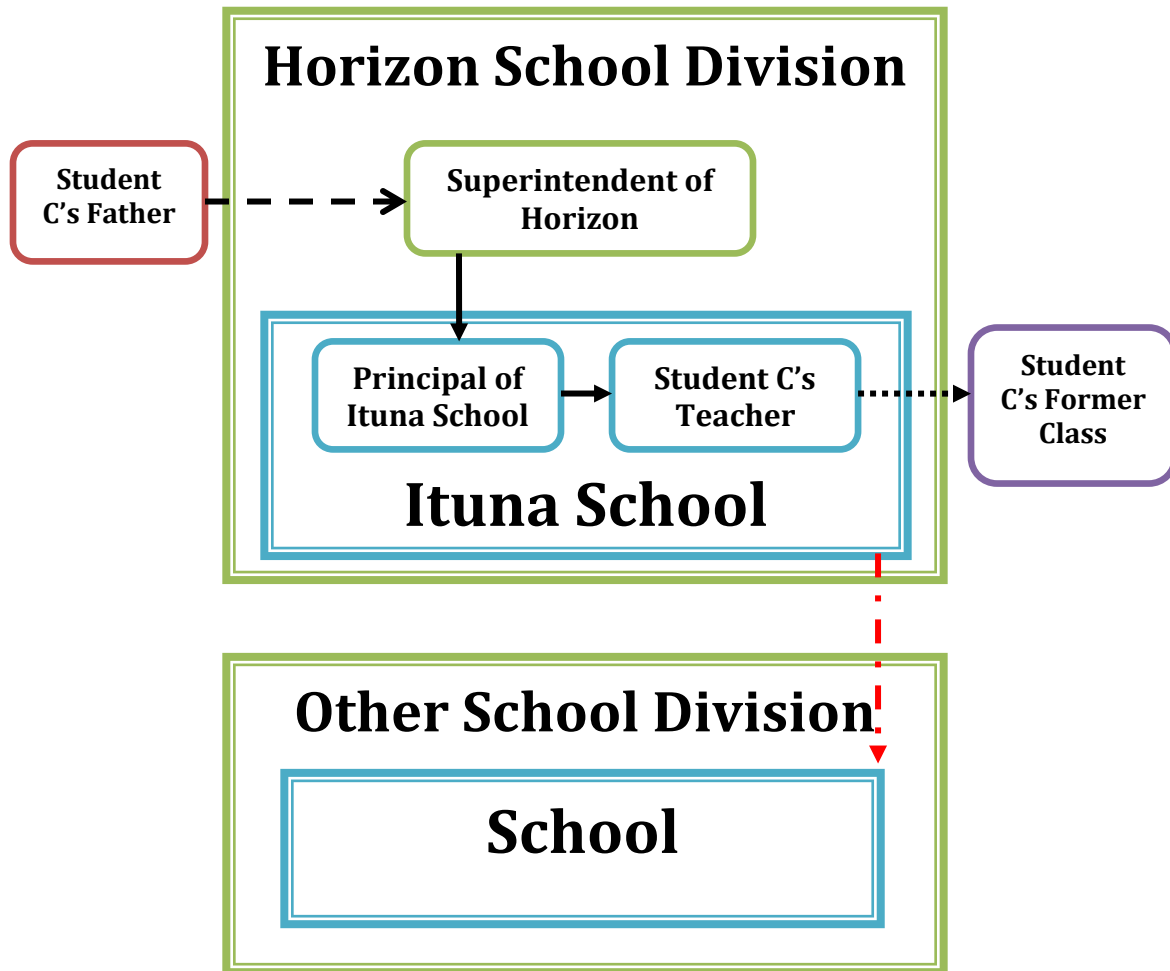 Horizon School Division
Student
C’s Father
Superintendent of
Horizon
Principal of
Ituna School
Student C’s
Teacher
Student
C’s Former
Class
Ituna School
Other School Division
School